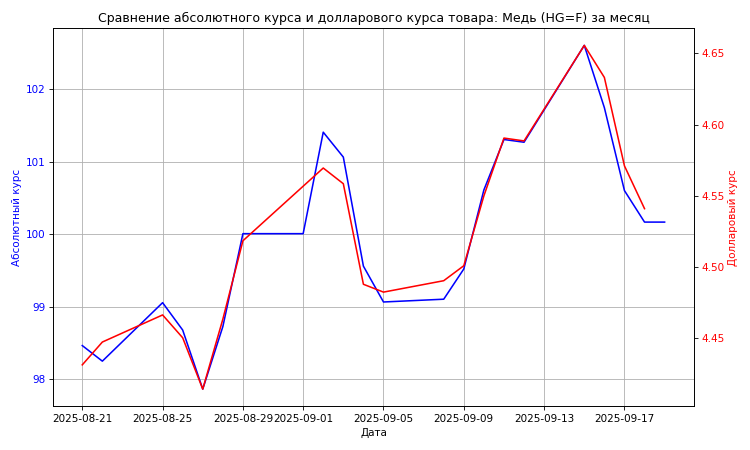 Сравнение абсолютного курса и долларового курса товара: Медь (HG=F) за месяц
Абсолютный курс
102
101
100
99
98
4.65
4.60
4.55
4.50
4.45
Долларовый курс
2025-08-21 2025-08-25 2025-08-29 2025-09-01 2025-09-05 2025-09-09 2025-09-13 2025-09-17
Дата